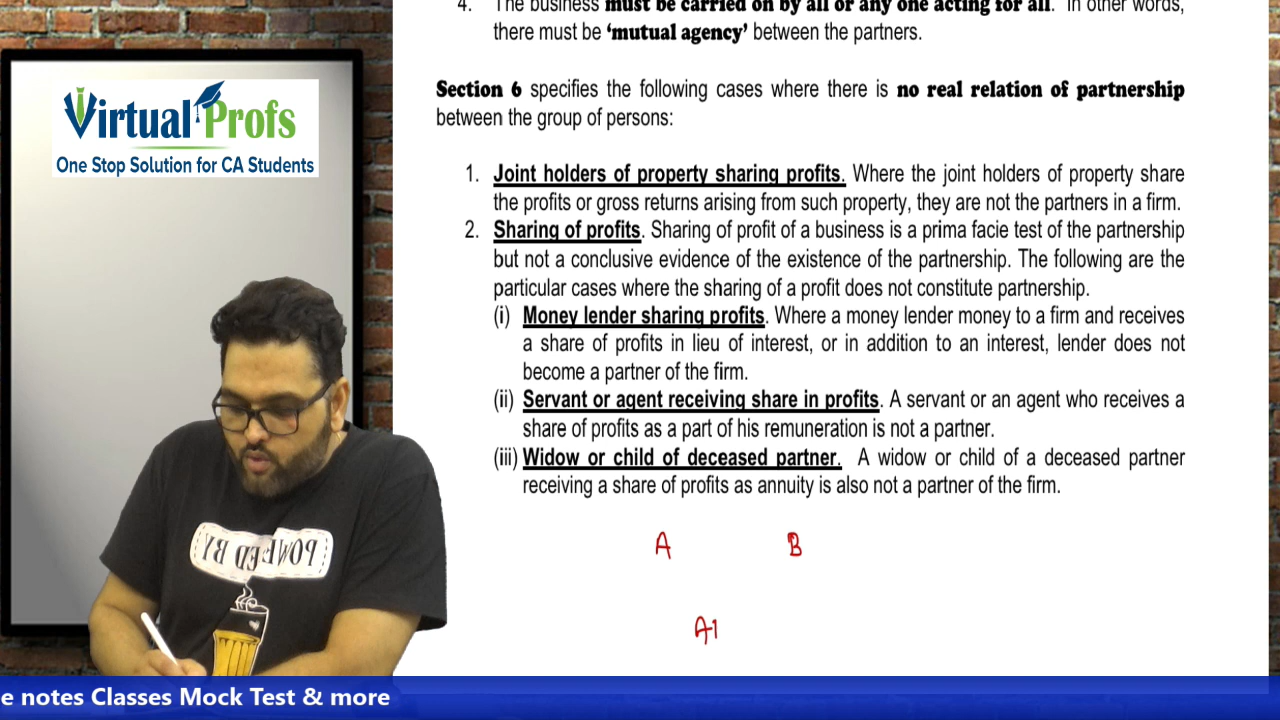 4. The business must be carried on by all or any one acting for all. In other words,
there must be ‘mutual agency’ between the partners.
Virtual Profs
One Stop Solution for CA Students
Section 6 specifies the following cases where there is no real relation of partnership
between the group of persons:
1. Joint holders of property sharing profits. Where the joint holders of property share
the profits or gross returns arising from such property, they are not the partners in a firm.
2. Sharing of profits. Sharing of profit of a business is a prima facie test of the partnership
but not a conclusive evidence of the existence of the partnership. The following are the
particular cases where the sharing of a profit does not constitute partnership.
(i) Money lender sharing profits. Where a money lender money to a firm and receives
a share of profits in lieu of interest, or in addition to an interest, lender does not
become a partner of the firm.
(ii) Servant or agent receiving share in profits. A servant or an agent who receives a
share of profits as a part of his remuneration is not a partner.
(iii) Widow or child of deceased partner. A widow or child of a deceased partner
receiving a share of profits as annuity is also not a partner of the firm.
A B
A1
POWERED BY
e notes Classes Mock Test & more